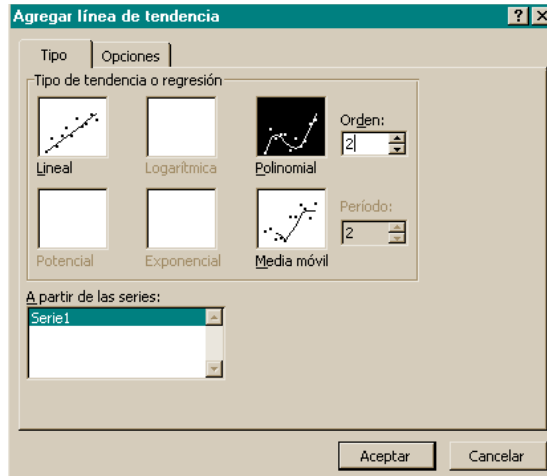 Agregar línea de tendencia
Tipo
Opciones
Tipo de tendencia o regresión
Lineal
Logarítmica
Polinomial
Orden:
2
Potencial
Exponencial
Media móvil
Período:
2
A partir de las series:
Serie1
Aceptar
Cancelar